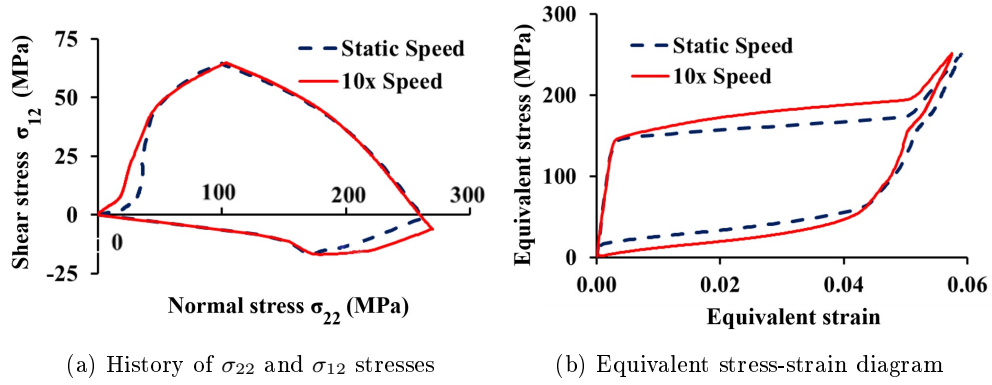 Shear stress σ12 (MPa)
75
50
25
0
-25
0
100
200
300
Static Speed
10x Speed
Normal stress σ22 (MPa)
(a) History of σ22 and σ12 stresses
Equivalent stress (MPa)
300
200
100
0
0.00
0.02
0.04
0.06
Static Speed
10x Speed
Equivalent strain
(b) Equivalent stress-strain diagram